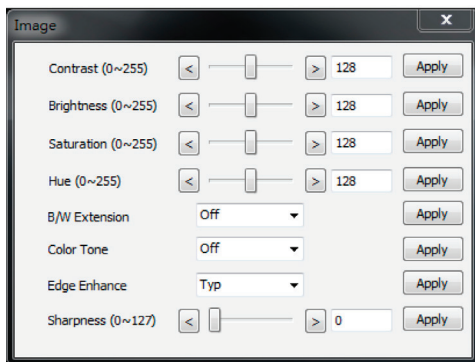 Image x
Contrast (0~255) < > 128 Apply
Brightness (0~255) < > 128 Apply
Saturation (0~255) < > 128 Apply
Hue (0~255) < > 128 Apply
B/W Extension Off Apply
Color Tone Off Apply
Edge Enhance Typ Apply
Sharpness (0~127) < > 0 Apply